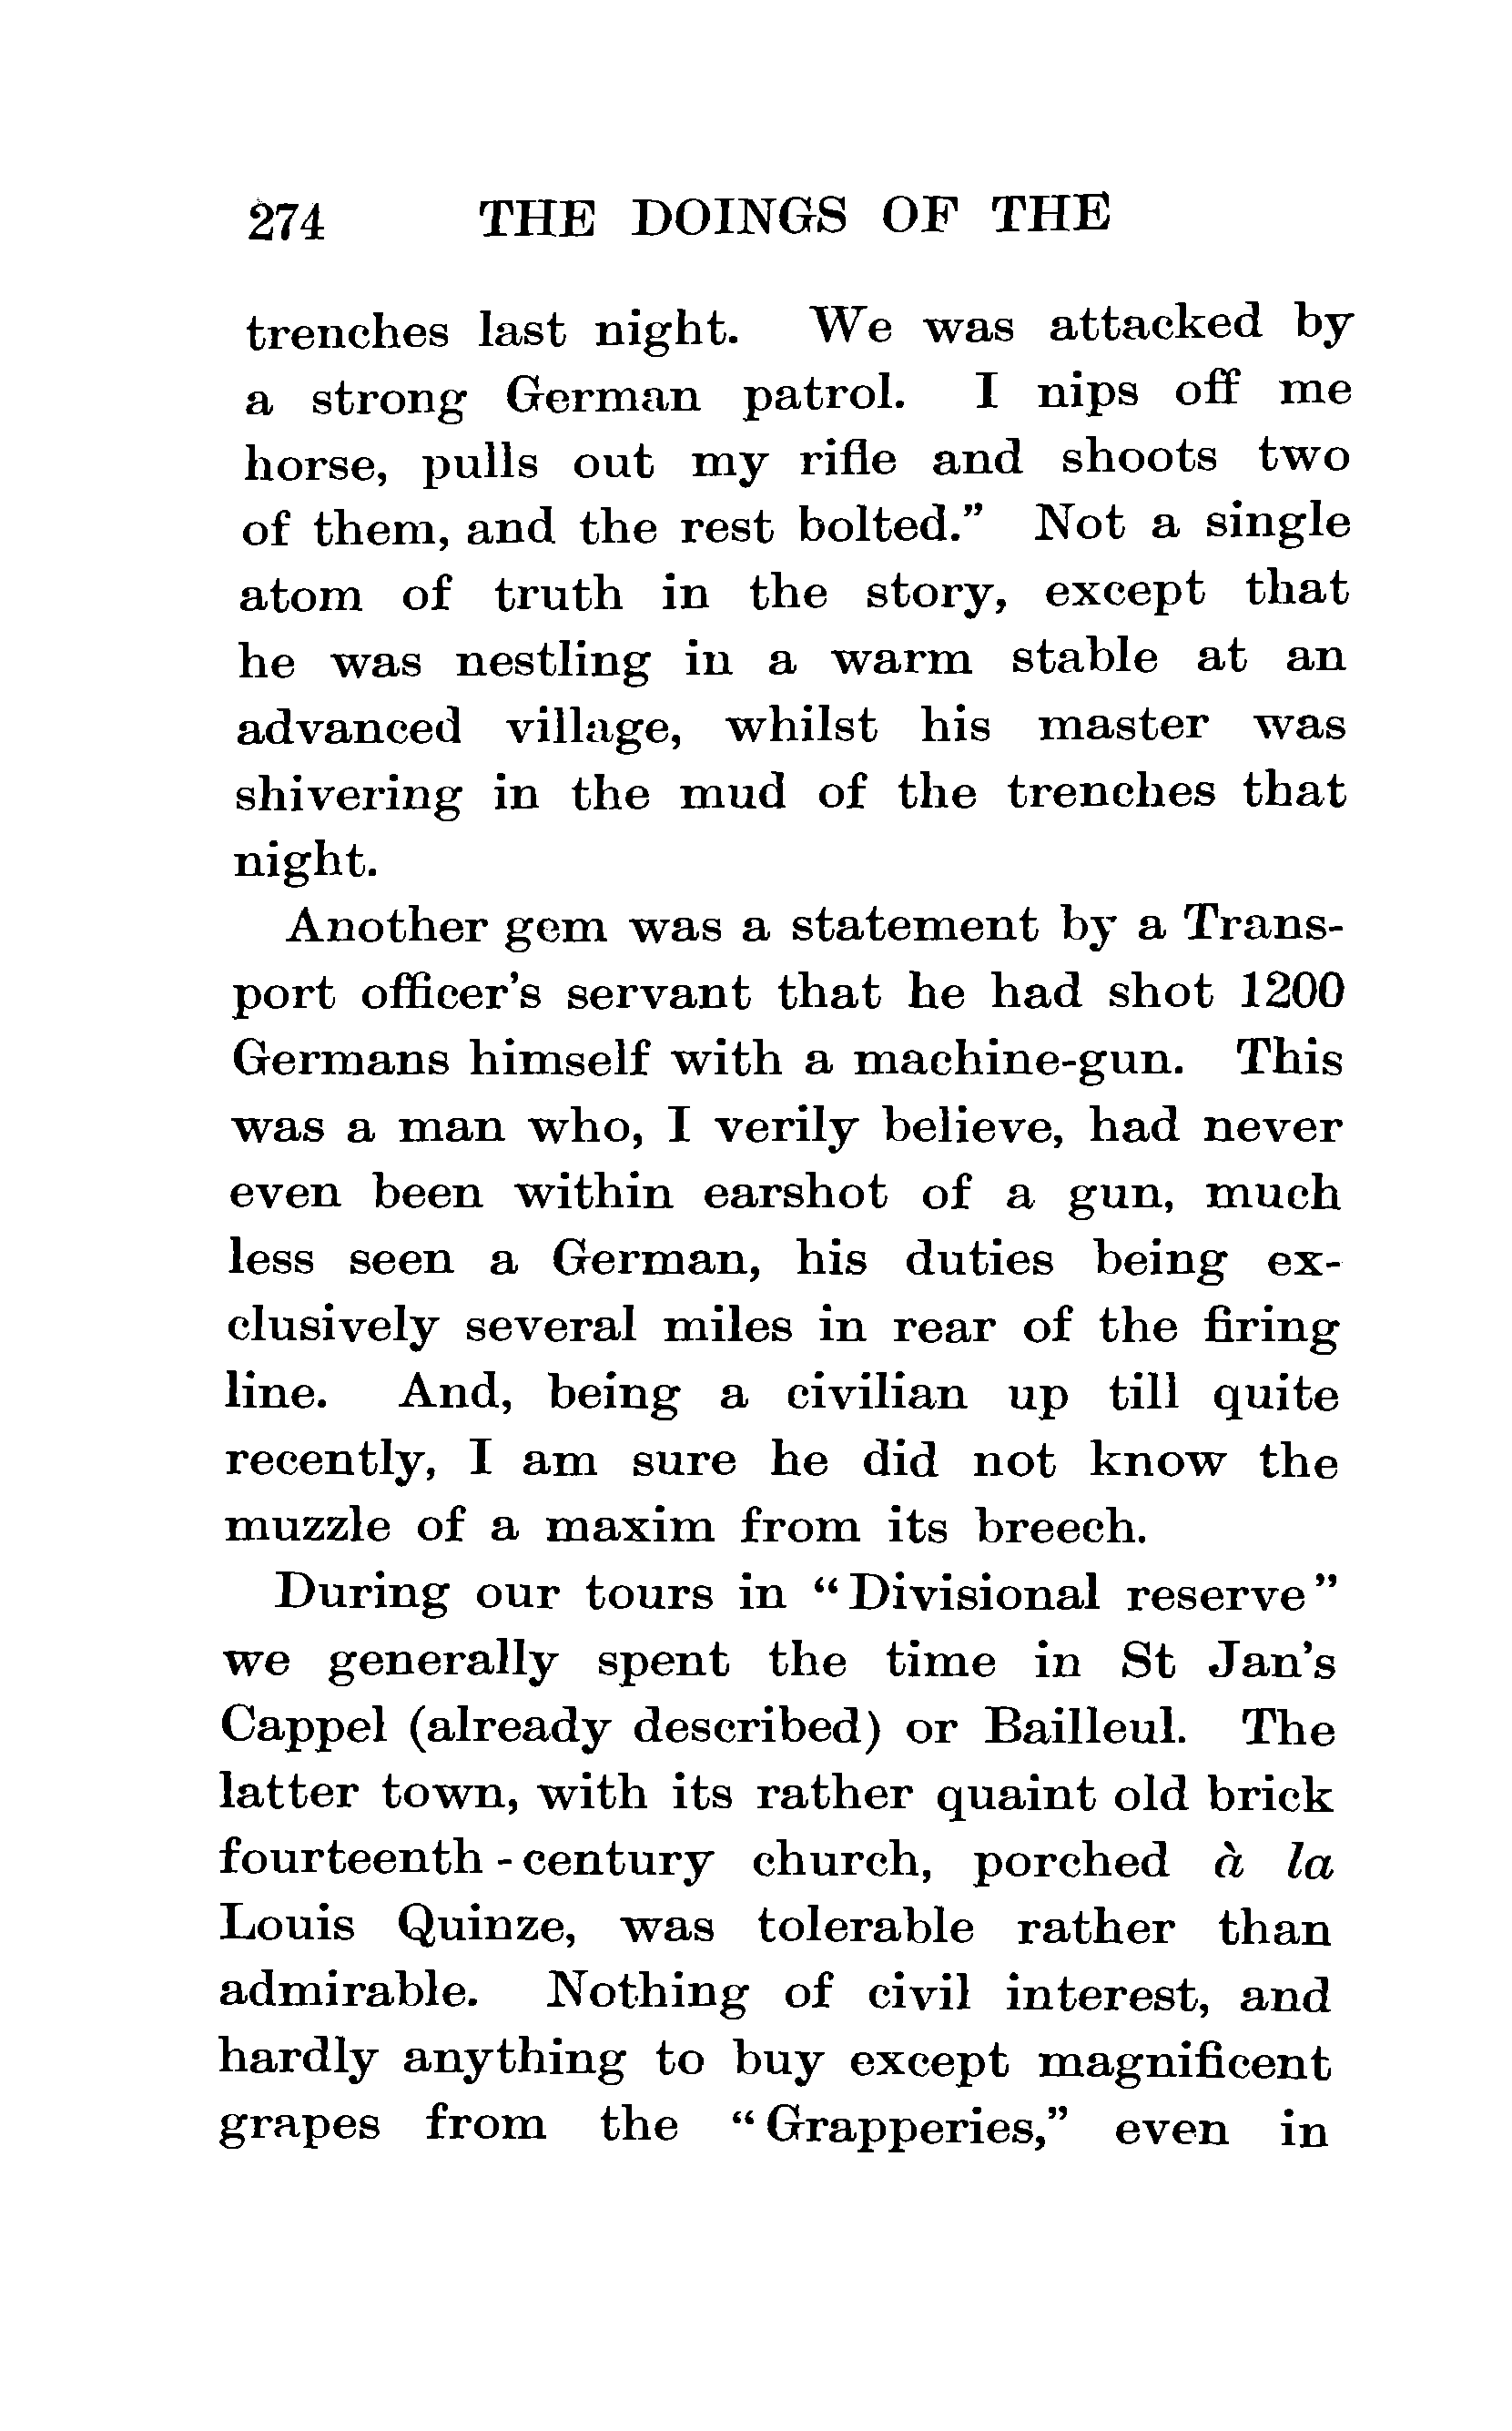 274 THE DOINGS OF THE
trenches last night. We was attacked by
a strong German patrol. I nips off me
horse, pulls out my rifle and shoots two
of them, and the rest bolted.” Not a single
atom of truth in the story, except that
he was nestling in a warm stable at an
advanced village, whilst his master was
shivering in the mud of the trenches that
night.
Another gem was a statement by a Trans-
port officer’s servant that he had shot 1200
Germans himself with a machine-gun. This
was a man who, I verily believe, had never
even been within earshot of a gun, much
less seen a German, his duties being ex-
clusively several miles in rear of the firing
line. And, being a civilian up till quite
recently, I am sure he did not know the
muzzle of a maxim from its breech.
During our tours in “Divisional reserve”
we generally spent the time in St Jan’s
Cappel (already described) or Bailleul. The
latter town, with its rather quaint old brick
fourteenth-century church, porched à la
Louis Quinze, was tolerable rather than
admirable. Nothing of civil interest, and
hardly anything to buy except magnificent
grapes from the “Grapperies,” even in